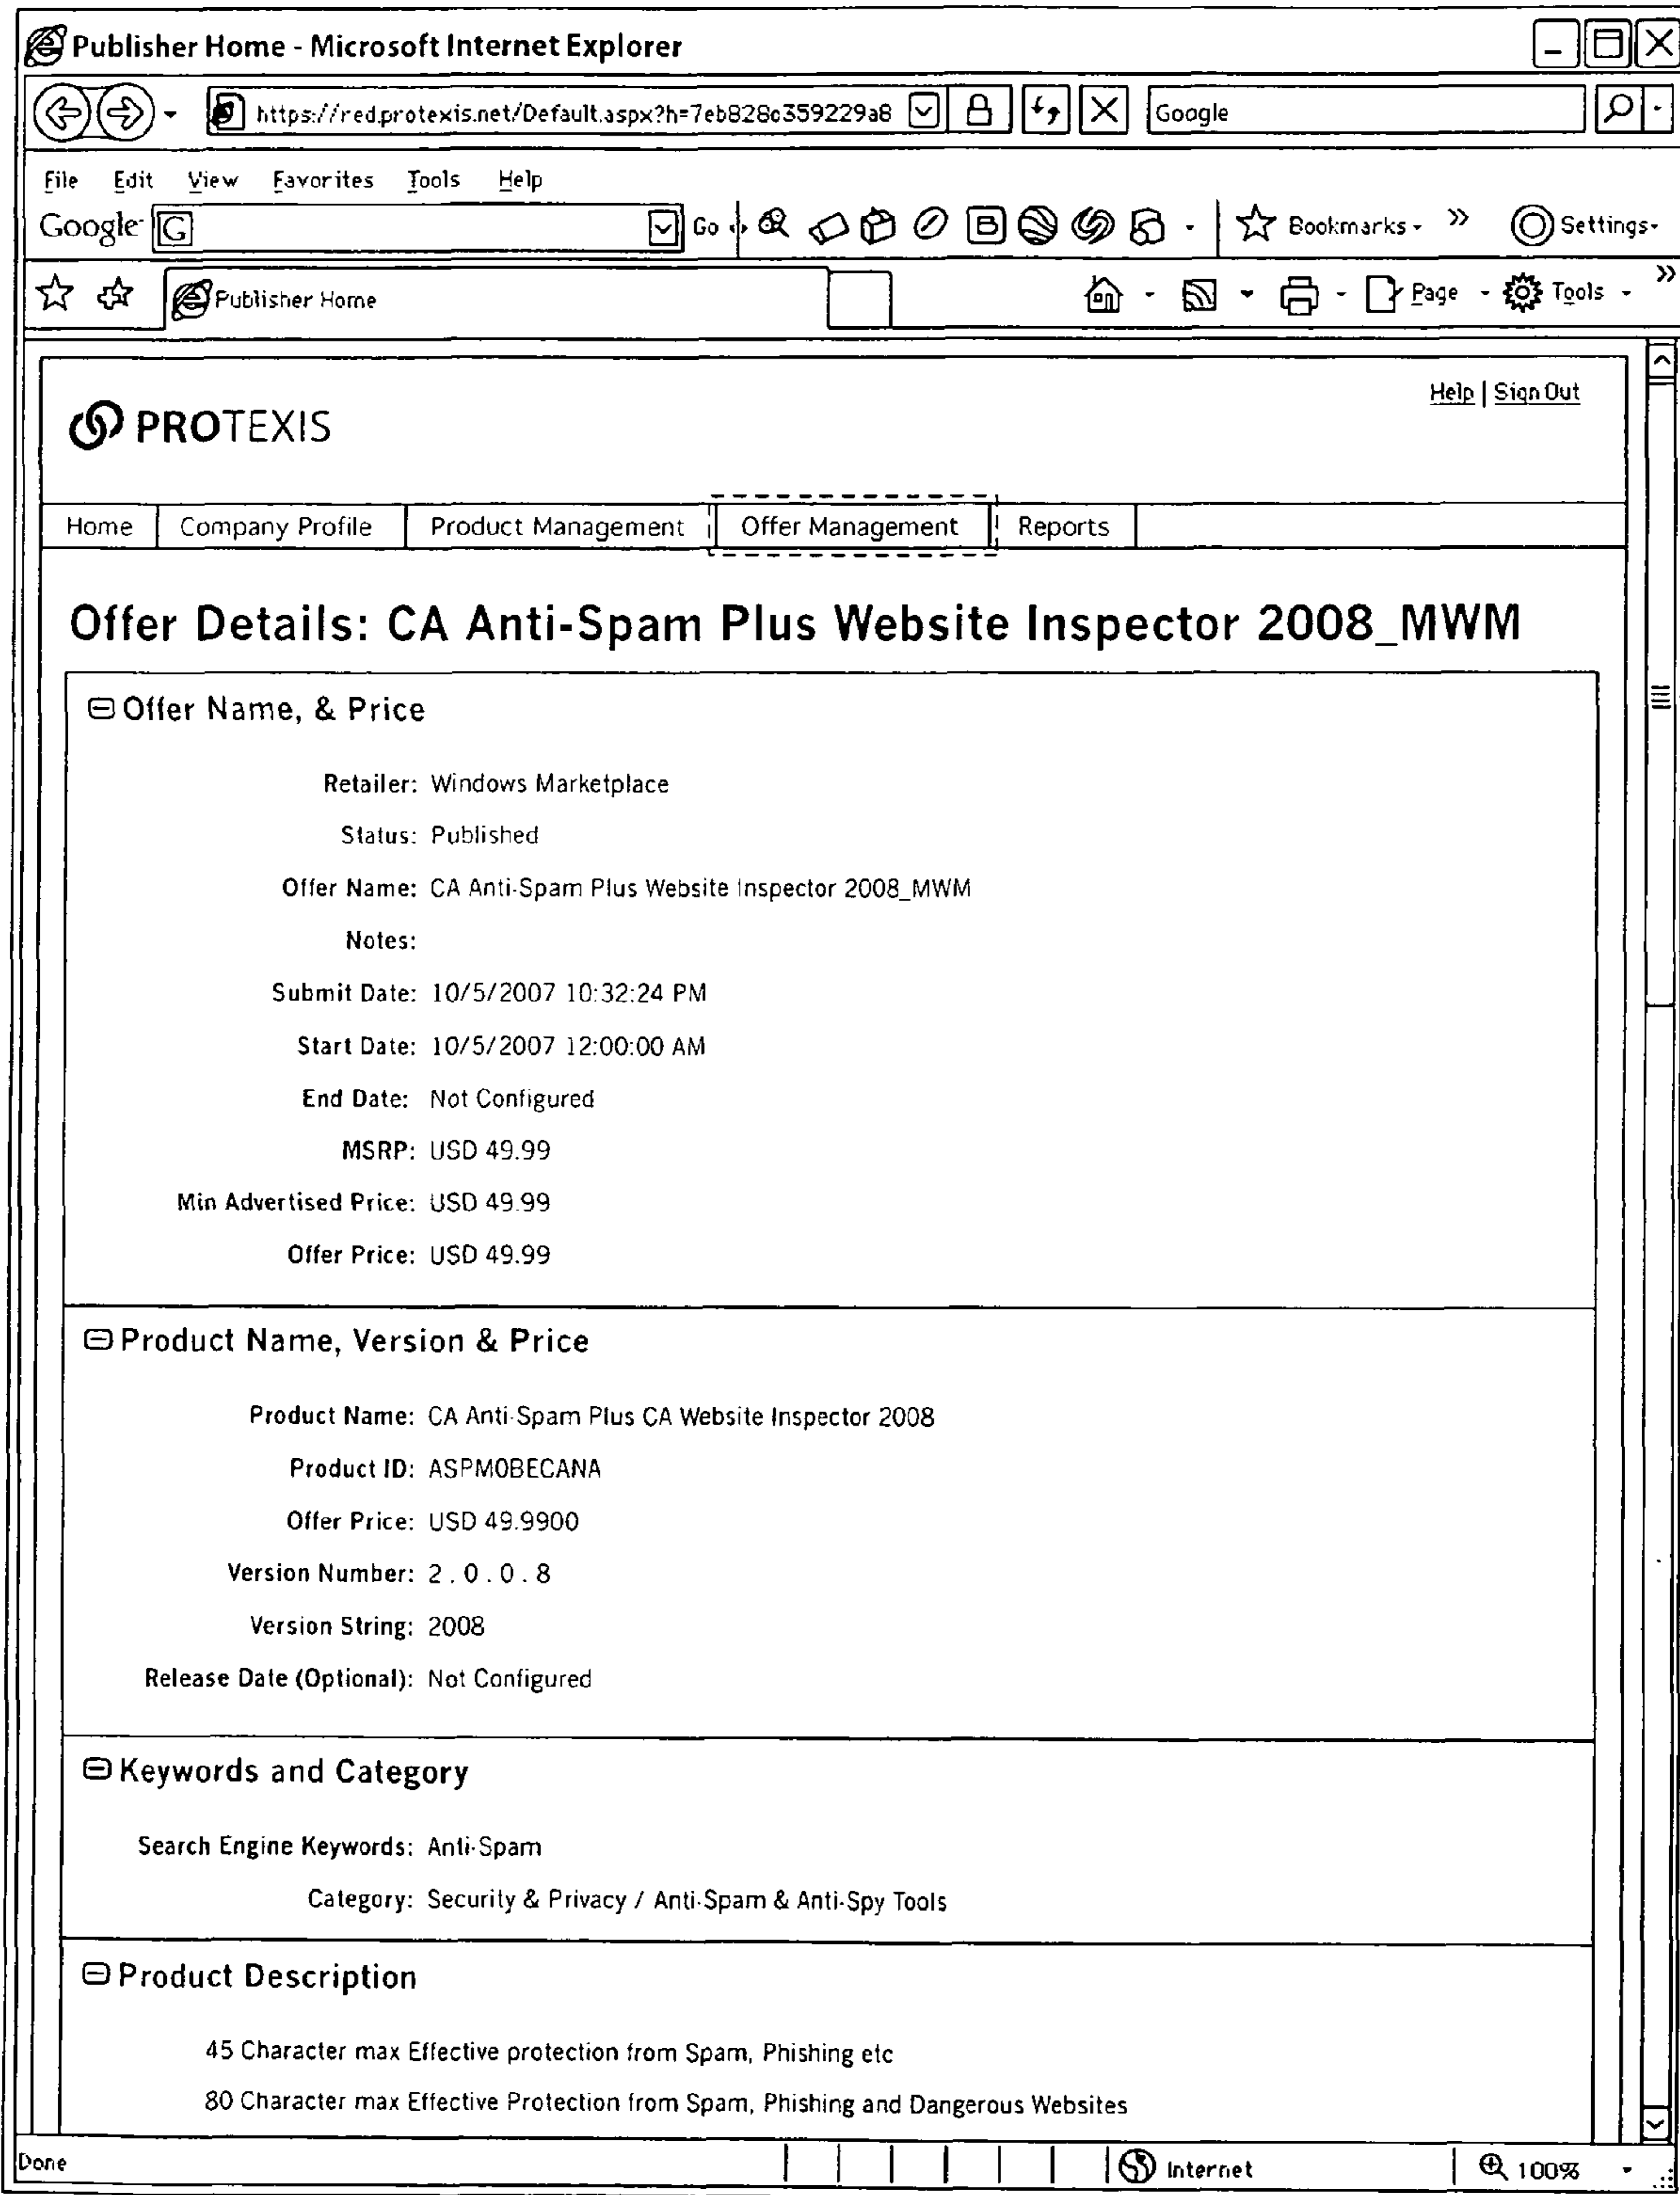 Publisher Home - Microsoft Internet Explorer
https://red.protexis.net/Default.aspx?h=7eb828c359229a8
Google
File Edit View Favorites Tools Help
Google G Go B Bookmarks - » Settings-
Publisher Home Page - Tools - »
Help | Sign Out
PROTEXIS
Home Company Profile Product Management Offer Management Reports
Offer Details: CA Anti-Spam Plus Website Inspector 2008_MWM
Offer Name, & Price
Retailer: Windows Marketplace
Status: Published
Offer Name: CA Anti-Spam Plus Website Inspector 2008_MWM
Notes:
Submit Date: 10/5/2007 10:32:24 PM
Start Date: 10/5/2007 12:00:00 AM
End Date: Not Configured
MSRP: USD 49.99
Min Advertised Price: USD 49.99
Offer Price: USD 49.99
Product Name, Version & Price
Product Name: CA Anti-Spam Plus CA Website Inspector 2008
Product ID: ASPMOBECANA
Offer Price: USD 49.9900
Version Number: 2 . 0 . 0 . 8
Version String: 2008
Release Date (Optional): Not Configured
Keywords and Category
Search Engine Keywords: Anti-Spam
Category: Security & Privacy / Anti-Spam & Anti-Spy Tools
Product Description
45 Character max Effective protection from Spam, Phishing etc
80 Character max Effective Protection from Spam, Phishing and Dangerous Websites
Done Internet 100%